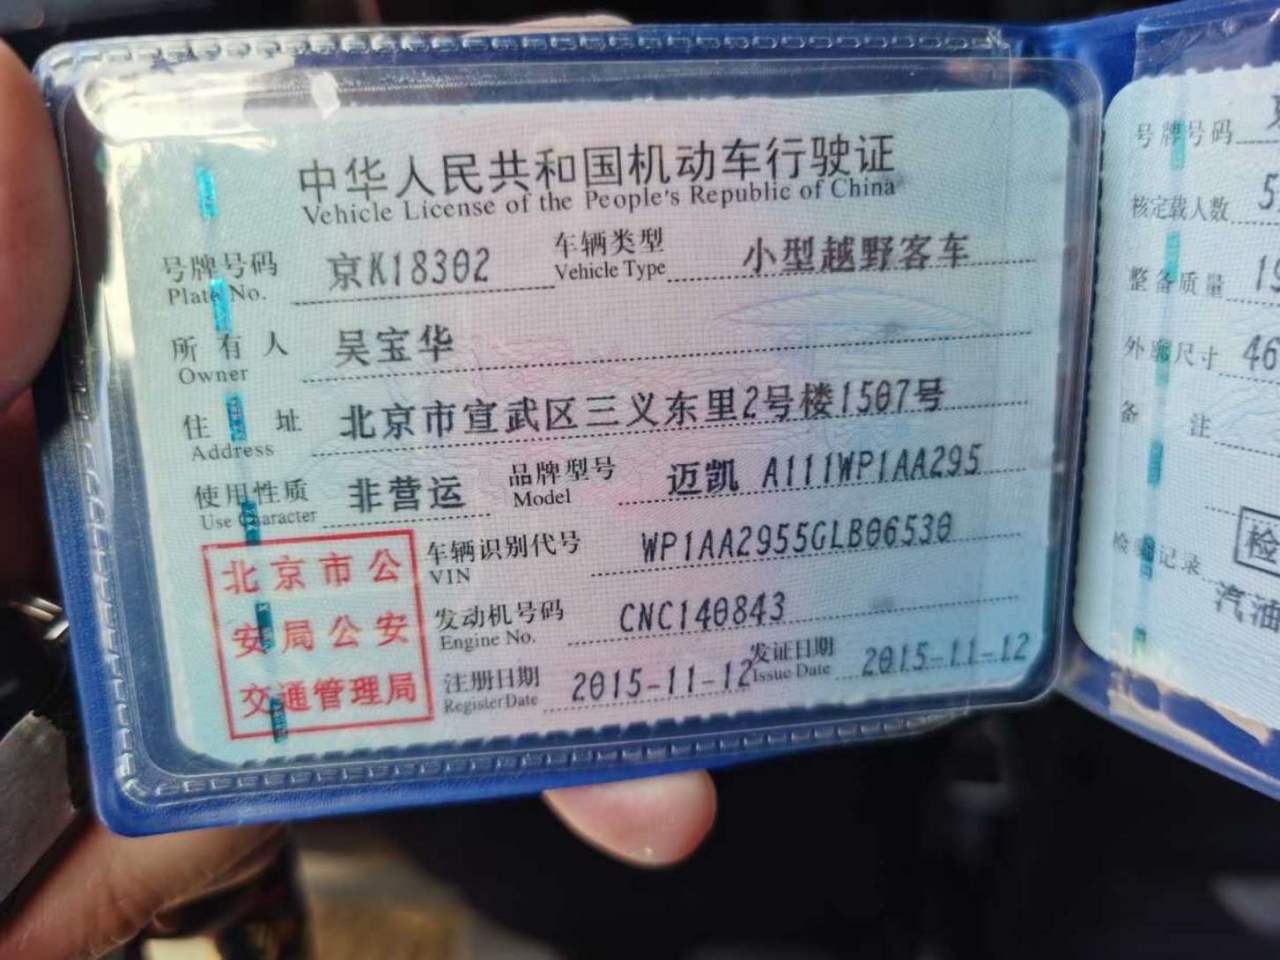 中华人民共和国机动车行驶证
Vehicle License of the People's Republic of China
号牌号码 京K18302 车辆类型 小型越野客车
Plate No. Vehicle Type
所有人 吴宝华
Owner
住址 北京市宣武区三义东里2号楼1507号
Address
使用性质 非营运 品牌型号 迈凯 A111WP1AA295
Use Character Model
车辆识别代号 WP1AA2955GLB06530
VIN
发动机号码 CNC140843
Engine No.
注册日期 2015-11-12 发证日期 2015-11-12
RegisterDate Issue Date
北京市公
安局公安
交通管理局
号牌号码
核定载人数 5
整备质量 19
外廓尺寸 46
备注
检验记录 检
汽油